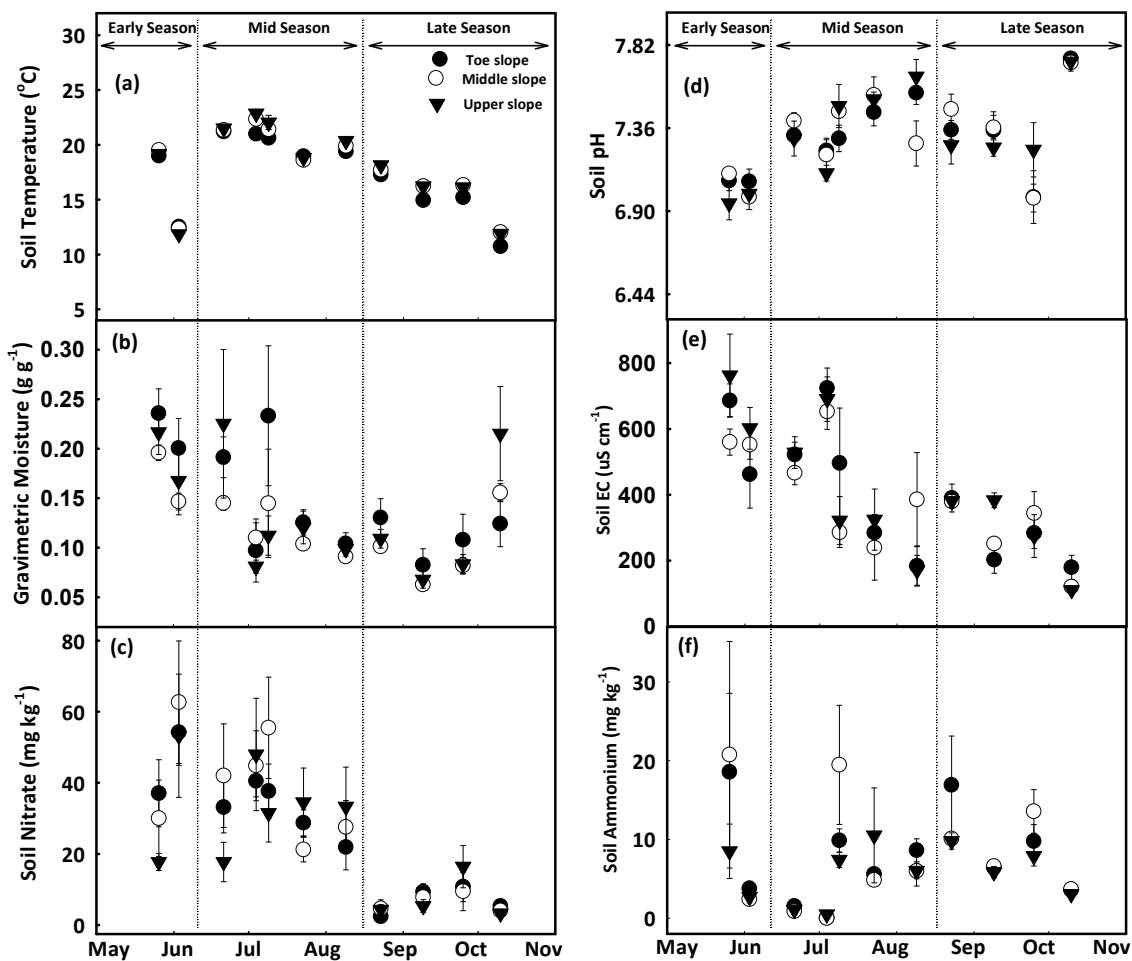 Early Season
Mid Season
Late Season
(a)
Toe slope
Middle slope
Upper slope
Soil Temperature (°C)
30
25
20
15
10
5
(b)
Gravimetric Moisture (g g-1)
0.30
0.25
0.20
0.15
0.10
0.05
(c)
Soil Nitrate (mg kg-1)
80
60
40
20
0
May Jun Jul Aug Sep Oct Nov
Early Season
Mid Season
Late Season
(d)
Soil pH
7.82
7.36
6.90
6.44
(e)
Soil EC (uS cm-1)
800
600
400
200
0
(f)
Soil Ammonium (mg kg-1)
30
20
10
0
May Jun Jul Aug Sep Oct Nov